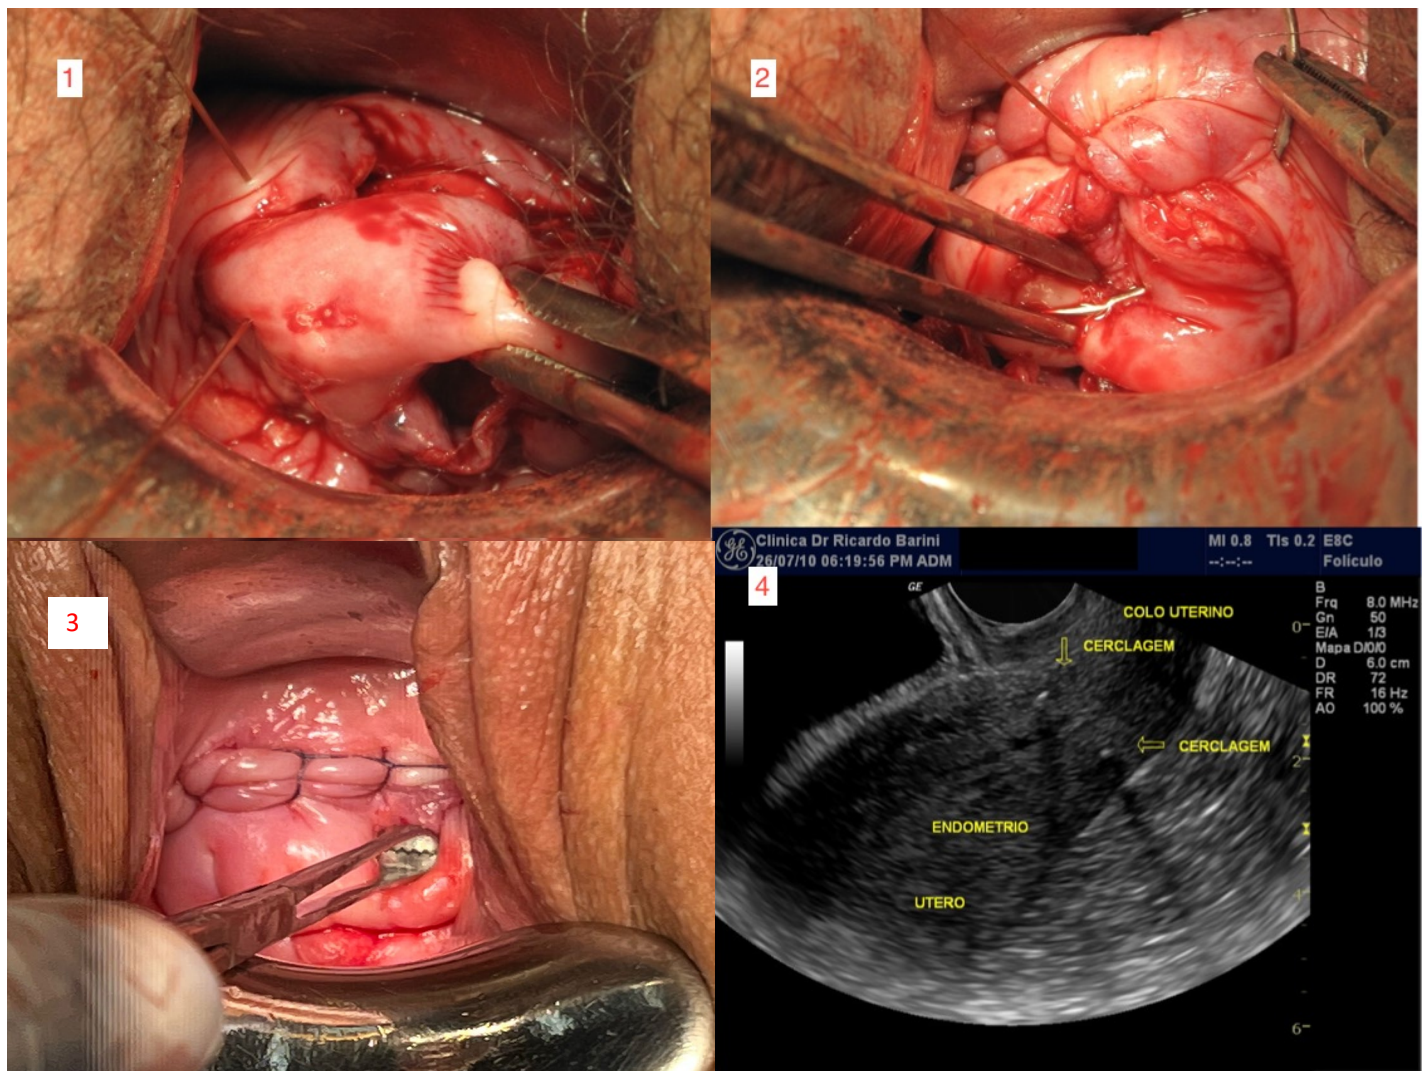 1
2
3
4
Clinica Dr Ricardo Barini
26/07/10 06:19:56 PM ADM
MI 0.8 TIs 0.2 E8C
--:--:-- Folículo
GE
COLO UTERINO
CERCLAGEM
CERCLAGEM
ENDOMETRIO
UTERO
B
Frq 8.0 MHz
Gn 50
E/A 1/3
Mapa D/0/0
D 6.0 cm
DR 72
FR 16 Hz
AO 100 %
0
2
4
6